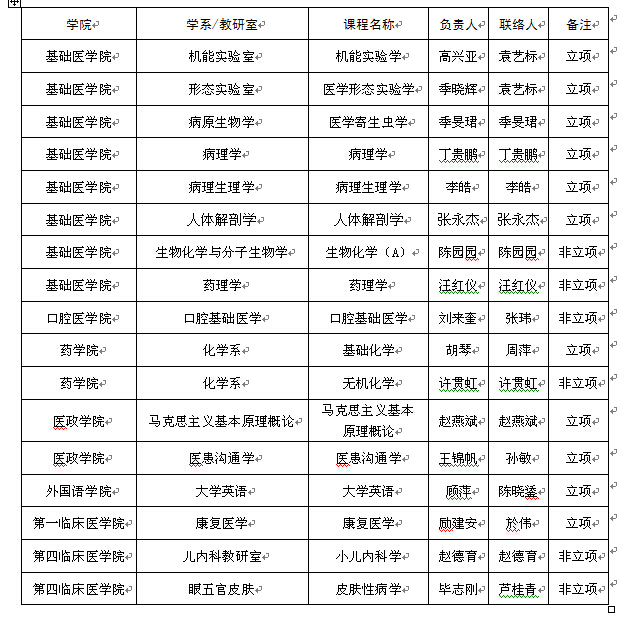 学院 学系/教研室 课程名称 负责人 联络人 备注
基础医学院 机能实验室 机能实验学 高兴亚 袁艺标 立项
基础医学院 形态实验室 医学形态实验学 季晓辉 袁艺标 立项
基础医学院 病原生物学 医学寄生虫学 季旻珺 季旻珺 立项
基础医学院 病理学 病理学 丁贵鹏 丁贵鹏 立项
基础医学院 病理生理学 病理生理学 李皓 李皓 立项
基础医学院 人体解剖学 人体解剖学 张永杰 张永杰 立项
基础医学院 生物化学与分子生物学 生物化学（A） 陈园园 陈园园 非立项
基础医学院 药理学 药理学 汪红仪 汪红仪 非立项
口腔医学院 口腔基础医学 口腔基础医学 刘来奎 张玮 非立项
药学院 化学系 基础化学 胡琴 周萍 立项
药学院 化学系 无机化学 许贯虹 许贯虹 非立项
医政学院 马克思主义基本原理概论 马克思主义基本 赵燕斌 赵燕斌 立项
原理概论
医政学院 医患沟通学 医患沟通学 王锦帆 孙敏 立项
外国语学院 大学英语 大学英语 顾萍 陈晓鋈 立项
第一临床医学院 康复医学 康复医学 励建安 於伟 立项
第四临床医学院 儿内科教研室 小儿内科学 赵德育 赵德育 非立项
第四临床医学院 眼五官皮肤 皮肤性病学 毕志刚 芦桂青 非立项